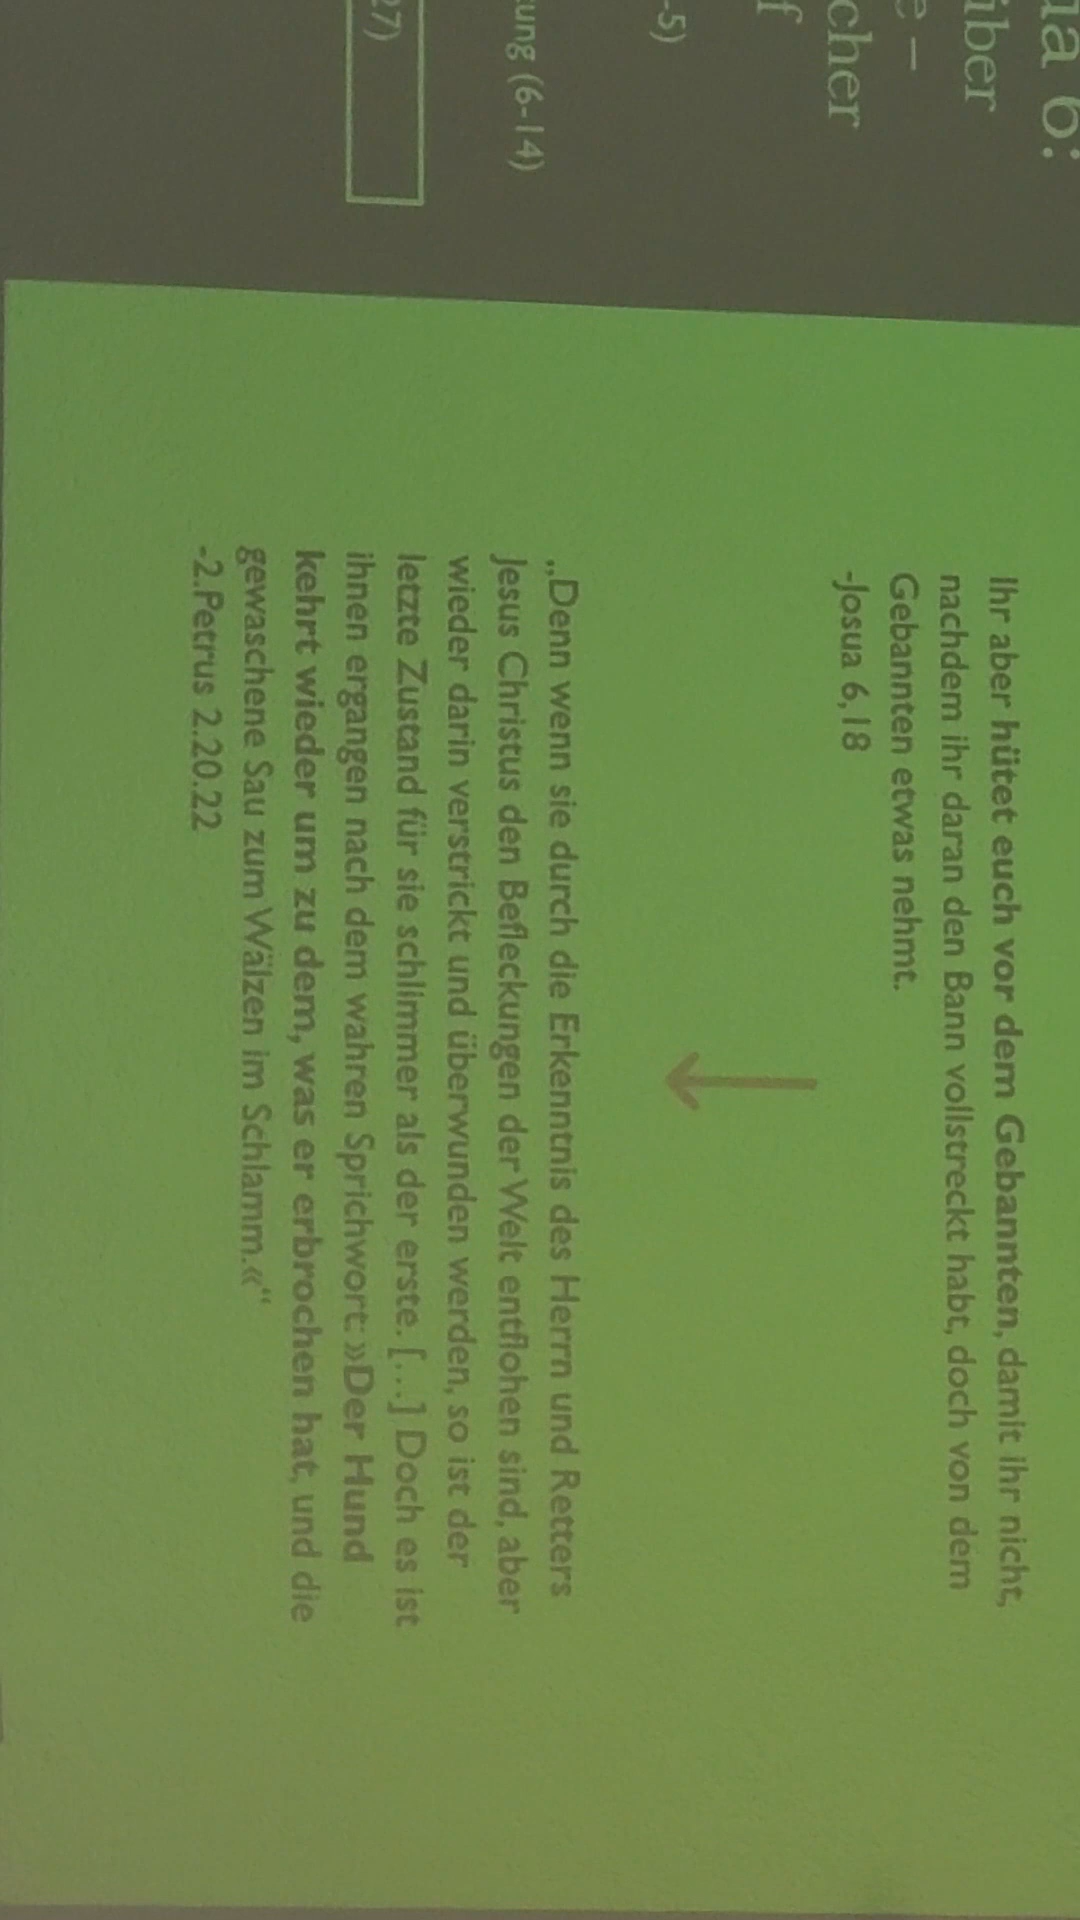 6:
iber
e –
cher
f
-5)
ung (6-14)
27)
Ihr aber hütet euch vor dem Gebannten, damit ihr nicht,
nachdem ihr daran den Bann vollstreckt habt, doch von dem
Gebannten etwas nehmt.
-Josua 6,18
„Denn wenn sie durch die Erkenntnis des Herrn und Retters
Jesus Christus den Befleckungen der Welt entflohen sind, aber
wieder darin verstrickt und überwunden werden, so ist der
letzte Zustand für sie schlimmer als der erste. [...] Doch es ist
ihnen ergangen nach dem wahren Sprichwort: »Der Hund
kehrt wieder um zu dem, was er erbrochen hat, und die
gewaschene Sau zum Wälzen im Schlamm.«“
-2.Petrus 2.20.22